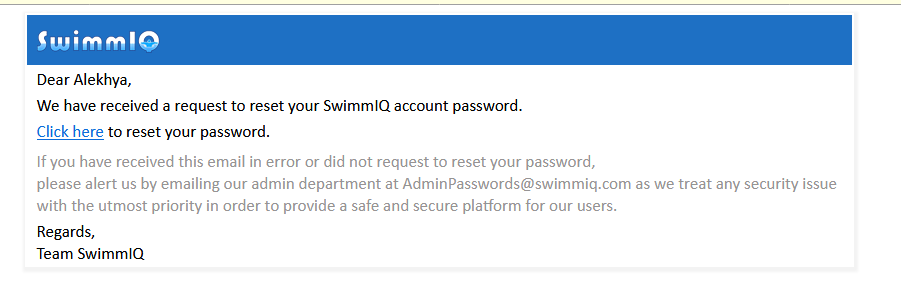 SwimmIQ
Dear Alekhya,
We have received a request to reset your SwimmIQ account password.
Click here to reset your password.
If you have received this email in error or did not request to reset your password,
please alert us by emailing our admin department at AdminPasswords@swimmiq.com as we treat any security issue
with the utmost priority in order to provide a safe and secure platform for our users.
Regards,
Team SwimmIQ